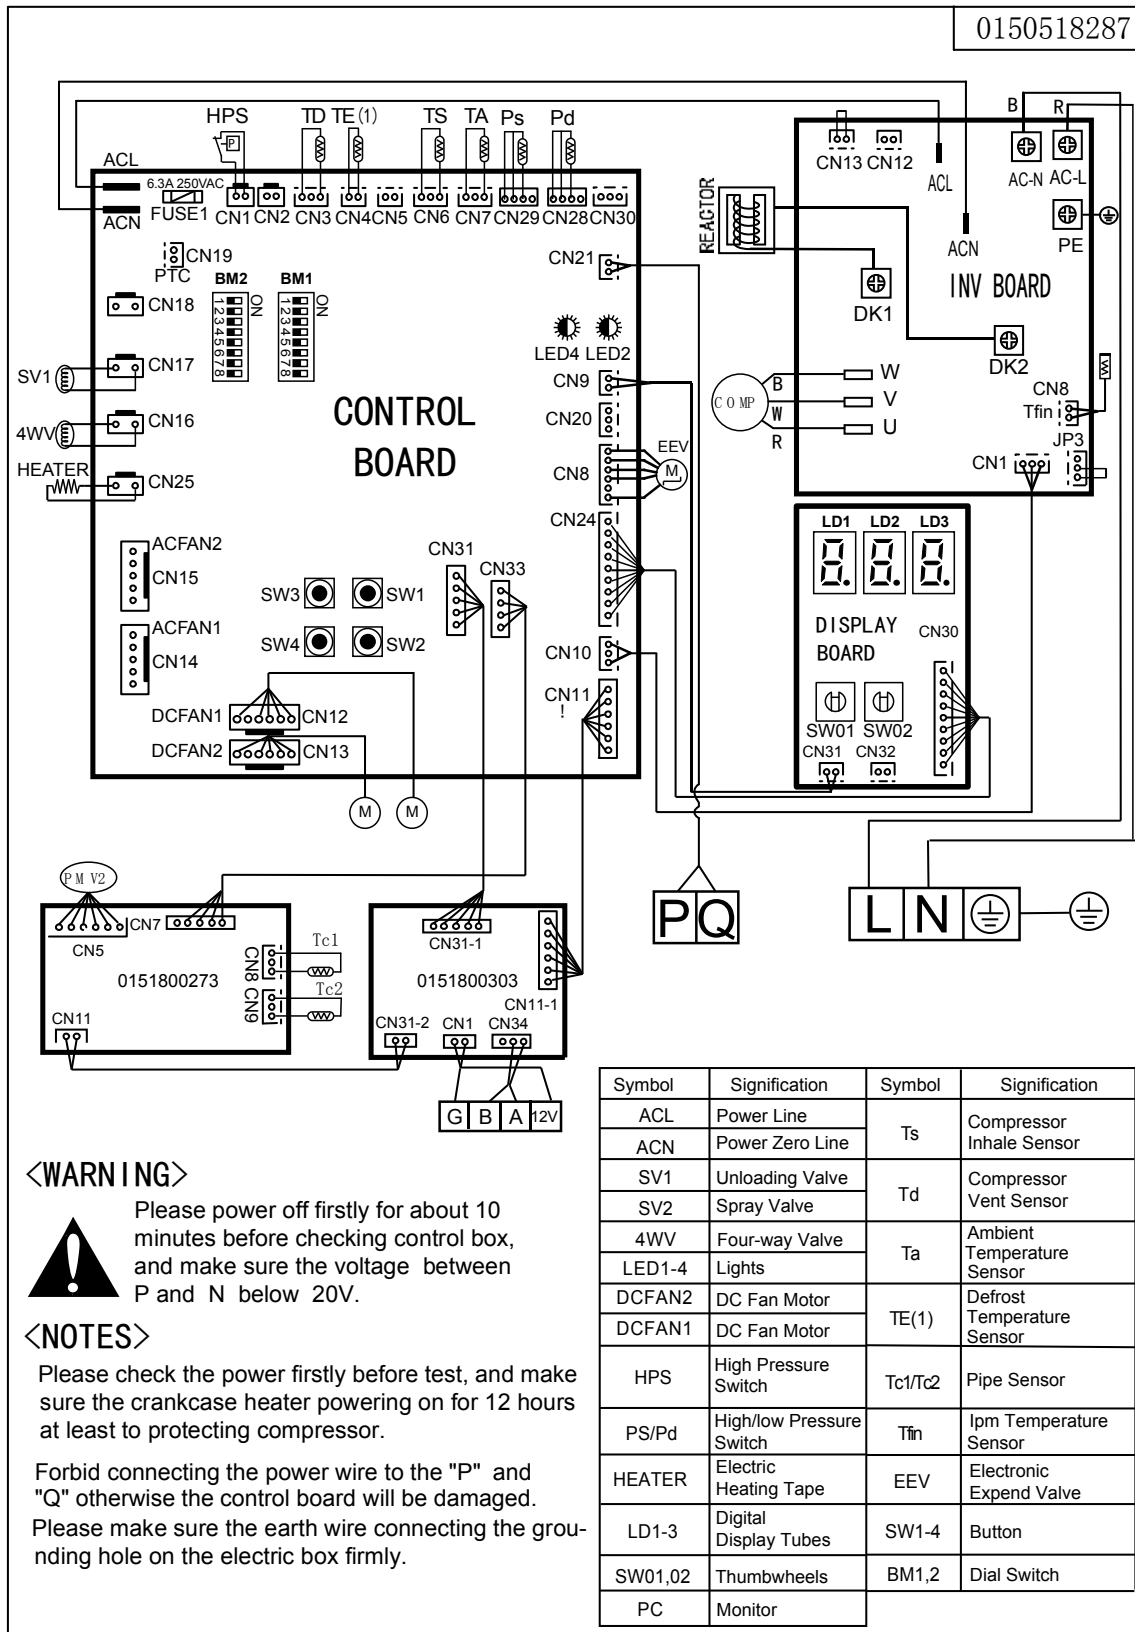 0150518287
HPS TD TE(1) TS TA Ps Pd
P
ACL
ACN
6.3A 250VAC
FUSE1
CN1 CN2 CN3 CN4 CN5 CN6 CN7 CN29 CN28 CN30
CN19
PTC
BM2
BM1
ON
ON
12345678
12345678
CN18
CN17
SV1
CN16
4WV
HEATER
CN25
CN21
LED4 LED2
CN9
CN20
CN8
EEV
M
CN24
CONTROL
BOARD
ACFAN2
CN15
ACFAN1
CN14
SW3
SW1
SW4
SW2
CN31
CN33
CN10
CN11
!
DCFAN1
CN12
DCFAN2
CN13
M
M
REACTOR
B
R
CN13 CN12
ACL
AC-N AC-L
ACN
PE
INV BOARD
DK1
DK2
COMP
B
W
R
W
V
U
CN8
Tfin
JP3
CN1
LD1 LD2 LD3
8. 8. 8.
DISPLAY
BOARD
CN30
SW01 SW02
CN31 CN32
PMV2
CN7
CN5
0151800273
CN8
CN9
Tc1
Tc2
CN11
CN31-1
0151800303
CN11-1
CN31-2 CN1 CN34
G B A 12V
P Q
L N
<WARNING>
Please power off firstly for about 10
minutes before checking control box,
and make sure the voltage between
P and N below 20V.
<NOTES>
Please check the power firstly before test, and make
sure the crankcase heater powering on for 12 hours
at least to protecting compressor.
Forbid connecting the power wire to the "P" and
"Q" otherwise the control board will be damaged.
Please make sure the earth wire connecting the grou-
nding hole on the electric box firmly.
Symbol Signification Symbol Signification
ACL Power Line
ACN Power Zero Line
Ts Compressor
Inhale Sensor
SV1 Unloading Valve
SV2 Spray Valve
Td Compressor
Vent Sensor
4WV Four-way Valve
LED1-4 Lights
Ta Ambient
Temperature
Sensor
DCFAN2 DC Fan Motor
DCFAN1 DC Fan Motor
TE(1) Defrost
Temperature
Sensor
HPS High Pressure
Switch
Tc1/Tc2 Pipe Sensor
PS/Pd High/low Pressure
Switch
Tfin Ipm Temperature
Sensor
HEATER Electric
Heating Tape
EEV Electronic
Expend Valve
LD1-3 Digital
Display Tubes
SW1-4 Button
SW01,02 Thumbwheels
BM1,2 Dial Switch
PC Monitor